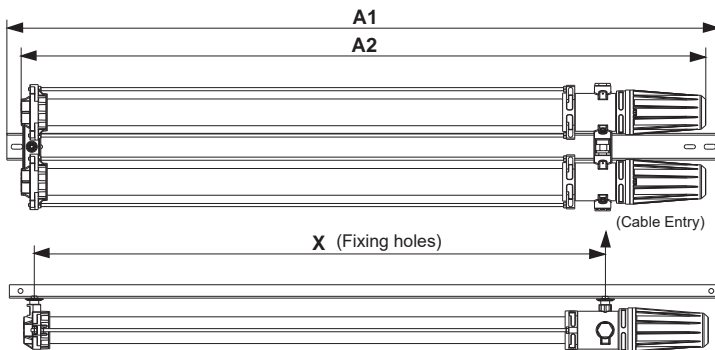 A1
A2
(Cable Entry)
X (Fixing holes)